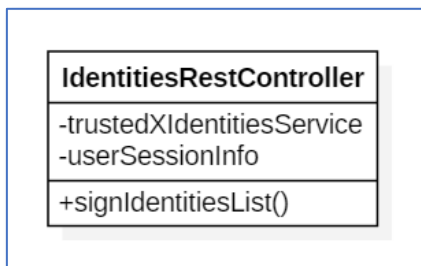 IdentitiesRestController
-trustedXIdentitiesService
-userSessionInfo
+signIdentitiesList()